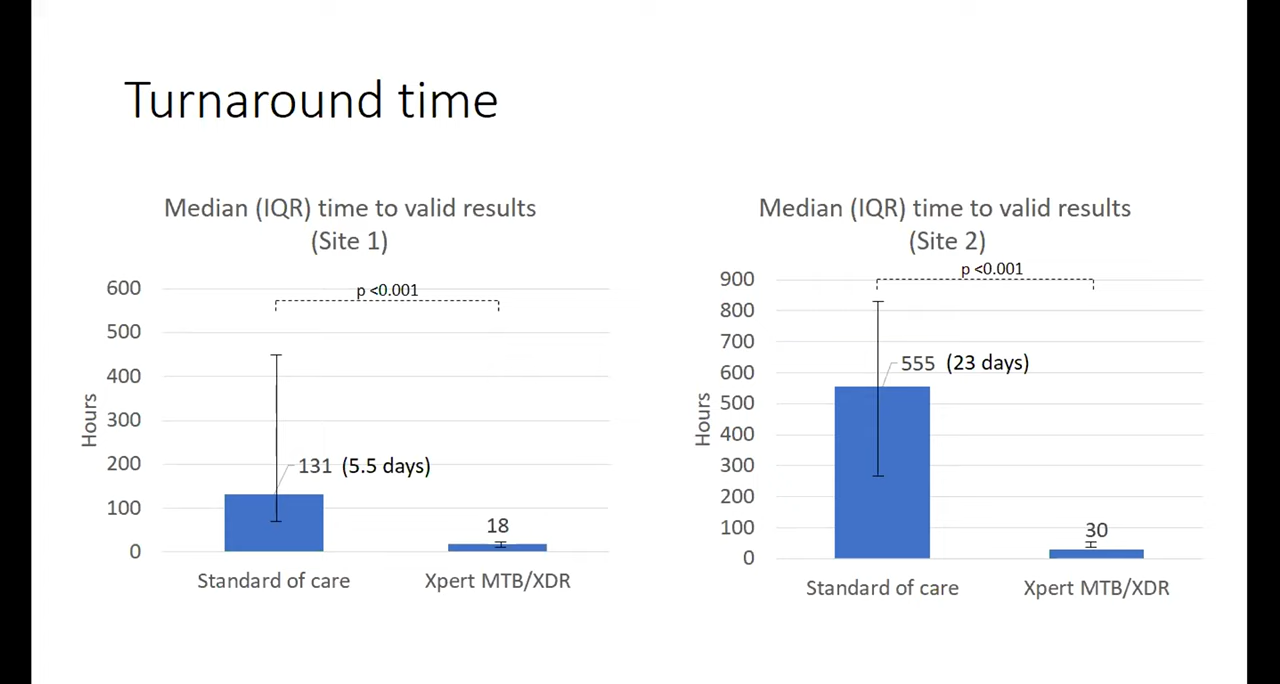 Turnaround time
Median (IQR) time to valid results
(Site 1)
600
500
400
300
200
100
0
Hours
p <0.001
131 (5.5 days)
18
Standard of care
Xpert MTB/XDR
Median (IQR) time to valid results
(Site 2)
900
800
700
600
500
400
300
200
100
0
Hours
p <0.001
555 (23 days)
30
Standard of care
Xpert MTB/XDR